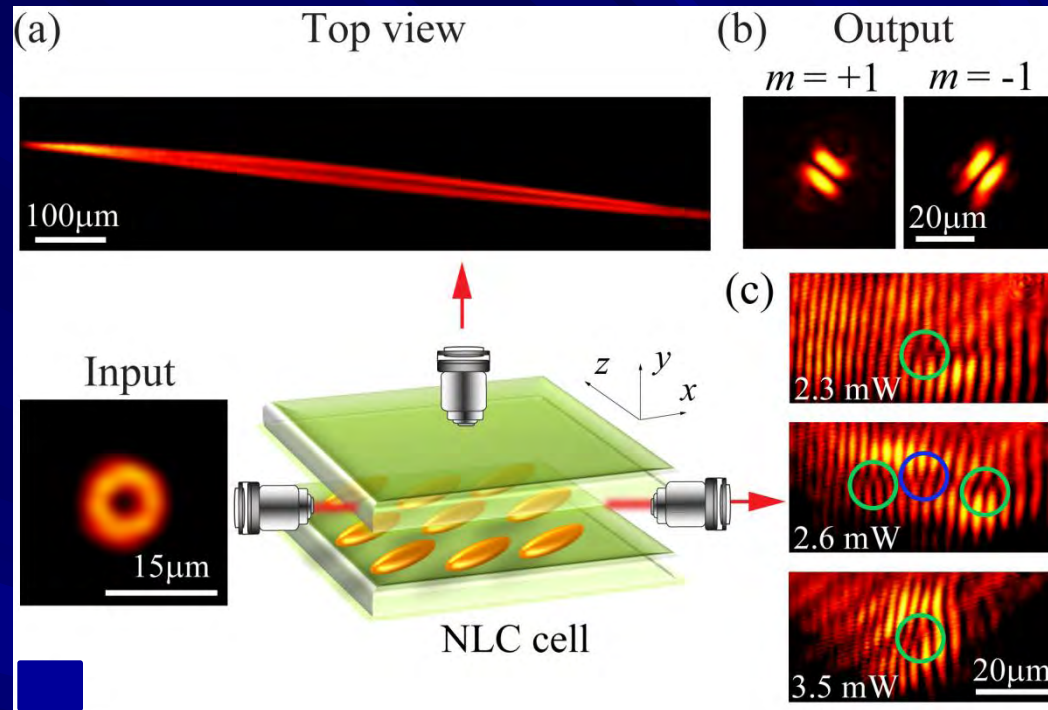 (a) Top view
100µm
(b) Output
m = +1 m = -1
20µm
Input
15µm
z y x
NLC cell
(c)
2.3 mW
2.6 mW
3.5 mW
20µm